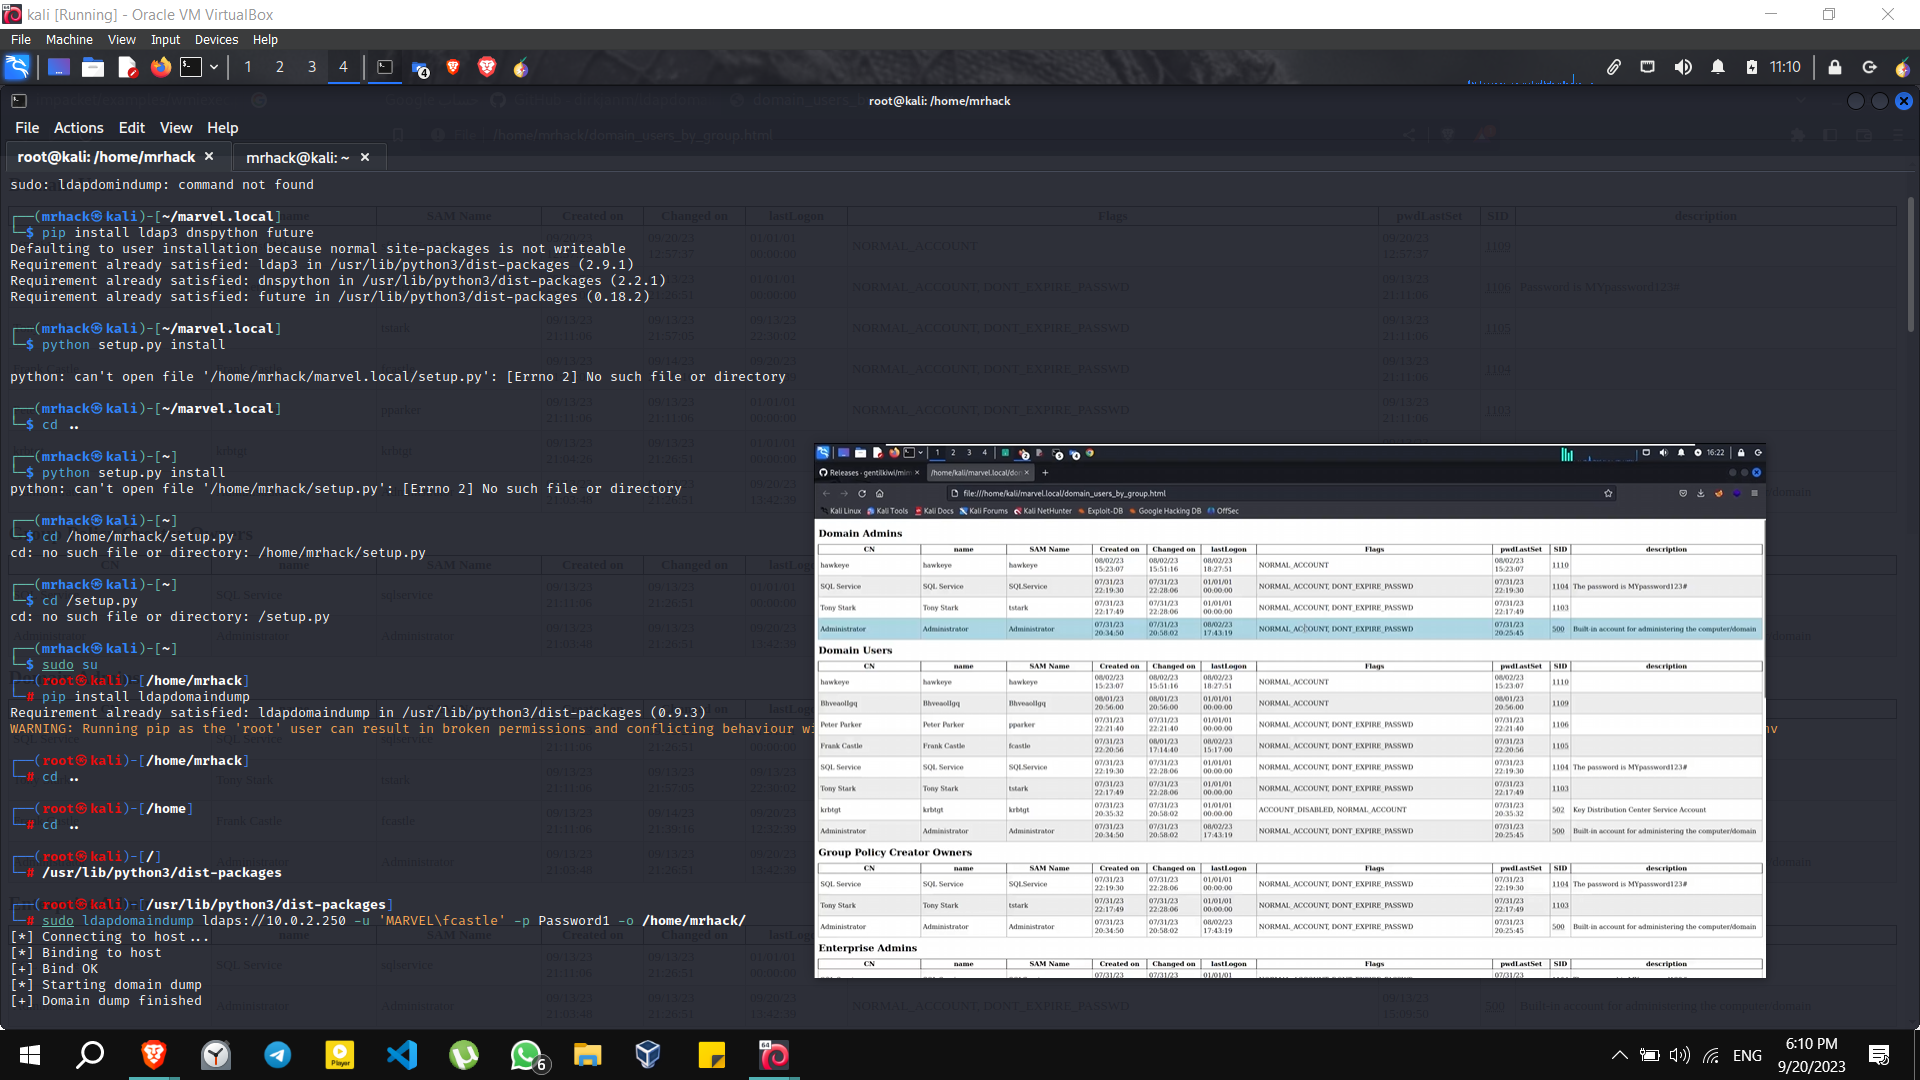 kali [Running] - Oracle VM VirtualBox
File Machine View Input Devices Help
1 2 3 4 4 11:10
root@kali: /home/mrhack
File Actions Edit View Help
root@kali: /home/mrhack × mrhack@kali: ~ ×
sudo: ldapdomindump: command not found
┌──(mrhack㉿kali)-[~/marvel.local]
└─$ pip install ldap3 dnspython future
Defaulting to user installation because normal site-packages is not writeable
Requirement already satisfied: ldap3 in /usr/lib/python3/dist-packages (2.9.1)
Requirement already satisfied: dnspython in /usr/lib/python3/dist-packages (2.2.1)
Requirement already satisfied: future in /usr/lib/python3/dist-packages (0.18.2)
┌──(mrhack㉿kali)-[~/marvel.local]
└─$ python setup.py install
python: can't open file '/home/mrhack/marvel.local/setup.py': [Errno 2] No such file or directory
┌──(mrhack㉿kali)-[~/marvel.local]
└─$ cd ..
┌──(mrhack㉿kali)-[~]
└─$ python setup.py install
python: can't open file '/home/mrhack/setup.py': [Errno 2] No such file or directory
┌──(mrhack㉿kali)-[~]
└─$ cd /home/mrhack/setup.py
cd: no such file or directory: /home/mrhack/setup.py
┌──(mrhack㉿kali)-[~]
└─$ cd /setup.py
cd: no such file or directory: /setup.py
┌──(mrhack㉿kali)-[~]
└─$ sudo su
┌──(root㉿kali)-[/home/mrhack]
└─# pip install ldapdomaindump
Requirement already satisfied: ldapdomaindump in /usr/lib/python3/dist-packages (0.9.3)
WARNING: Running pip as the 'root' user can result in broken permissions and conflicting behaviour wi
┌──(root㉿kali)-[/home/mrhack]
└─# cd ..
┌──(root㉿kali)-[/home]
└─# cd ..
┌──(root㉿kali)-[/]
└─# /usr/lib/python3/dist-packages
┌──(root㉿kali)-[/usr/lib/python3/dist-packages]
└─# sudo ldapdomaindump ldaps://10.0.2.250 -u 'MARVEL\fcastle' -p Password1 -o /home/mrhack/
[*] Connecting to host...
[*] Binding to host
[+] Bind OK
[*] Starting domain dump
[+] Domain dump finished
1 2 3 4 16:22
Releases - gentilkiwi/mim × /home/kali/marvel.local/dom × +
file:///home/kali/marvel.local/domain_users_by_group.html
Kali Linux Kali Tools Kali Docs Kali Forums Kali NetHunter Exploit-DB Google Hacking DB OffSec
Domain Admins
CN name SAM Name Created on Changed on lastLogon Flags pwdLastSet SID description
hawkeye hawkeye hawkeye 08/02/23 15:23:07 08/02/23 15:51:16 08/02/23 18:27:51 NORMAL_ACCOUNT 08/02/23 15:23:07 1110
SQL Service SQL Service SQLService 07/31/23 22:19:30 07/31/23 22:28:06 01/01/01 00:00:00 NORMAL_ACCOUNT, DONT_EXPIRE_PASSWD 07/31/23 22:19:30 1104 The password is MYpassword123#
Tony Stark Tony Stark tstark 07/31/23 22:17:49 07/31/23 22:28:06 01/01/01 00:00:00 NORMAL_ACCOUNT, DONT_EXPIRE_PASSWD 07/31/23 22:17:49 1103
Administrator Administrator Administrator 07/31/23 20:34:50 07/31/23 20:58:02 08/02/23 17:43:19 NORMAL_ACCOUNT, DONT_EXPIRE_PASSWD 07/31/23 20:25:45 500 Built-in account for administering the computer/domain
Domain Users
CN name SAM Name Created on Changed on lastLogon Flags pwdLastSet SID description
hawkeye hawkeye hawkeye 08/02/23 15:23:07 08/02/23 15:51:16 08/02/23 18:27:51 NORMAL_ACCOUNT 08/02/23 15:23:07 1110
08/01/23 20:56:00 08/01/23 20:56:00 01/01/01 00:00:00 NORMAL_ACCOUNT 08/01/23 20:56:00 1109
Peter Parker Peter Parker pparker 07/31/23 22:21:40 07/31/23 22:21:40 01/01/01 00:00:00 NORMAL_ACCOUNT, DONT_EXPIRE_PASSWD 07/31/23 22:21:40 1106
Frank Castle Frank Castle fcastle 07/31/23 22:20:56 08/01/23 17:14:40 08/02/23 15:17:00 NORMAL_ACCOUNT, DONT_EXPIRE_PASSWD 07/31/23 22:20:56 1105
SQL Service SQL Service SQLService 07/31/23 22:19:30 07/31/23 22:28:06 01/01/01 00:00:00 NORMAL_ACCOUNT, DONT_EXPIRE_PASSWD 07/31/23 22:19:30 1104 The password is MYpassword123#
Tony Stark Tony Stark tstark 07/31/23 22:17:49 07/31/23 22:28:06 01/01/01 00:00:00 NORMAL_ACCOUNT, DONT_EXPIRE_PASSWD 07/31/23 22:17:49 1103
krbtgt krbtgt krbtgt 07/31/23 20:35:32 07/31/23 20:58:02 01/01/01 00:00:00 ACCOUNT_DISABLED, NORMAL_ACCOUNT 07/31/23 20:35:32 502 Key Distribution Center Service Account
Administrator Administrator Administrator 07/31/23 20:34:50 07/31/23 20:58:02 08/02/23 17:43:19 NORMAL_ACCOUNT, DONT_EXPIRE_PASSWD 07/31/23 20:25:45 500 Built-in account for administering the computer/domain
Group Policy Creator Owners
CN name SAM Name Created on Changed on lastLogon Flags pwdLastSet SID description
SQL Service SQL Service SQLService 07/31/23 22:19:30 07/31/23 22:28:06 01/01/01 00:00:00 NORMAL_ACCOUNT, DONT_EXPIRE_PASSWD 07/31/23 22:19:30 1104 The password is MYpassword123#
Tony Stark Tony Stark tstark 07/31/23 22:17:49 07/31/23 22:28:06 01/01/01 00:00:00 NORMAL_ACCOUNT, DONT_EXPIRE_PASSWD 07/31/23 22:17:49 1103
Administrator Administrator Administrator 07/31/23 20:34:50 07/31/23 20:58:02 08/02/23 17:43:19 NORMAL_ACCOUNT, DONT_EXPIRE_PASSWD 07/31/23 20:25:45 500 Built-in account for administering the computer/domain
Enterprise Admins
CN name SAM Name Created on Changed on lastLogon Flags pwdLastSet SID description
6 ENG 6:10 PM
9/20/2023